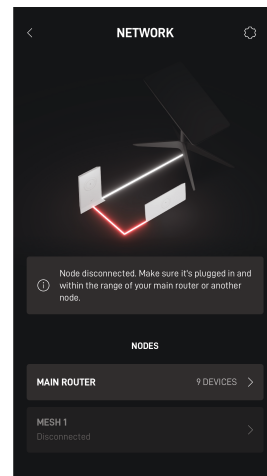 NETWORK
Node disconnected. Make sure it's plugged in and
within the range of your main router or another
node.
NODES
MAIN ROUTER 9 DEVICES
MESH 1
Disconnected